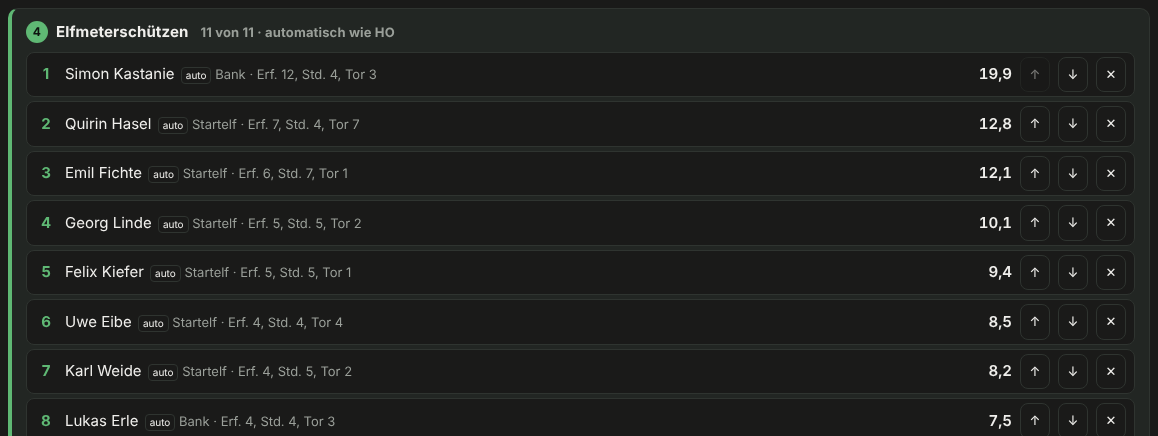 4 Elfmeterschützen 11 von 11 · automatisch wie HO
1 Simon Kastanie auto Bank · Erf. 12, Std. 4, Tor 3 19,9 ↑ ↓ ×
2 Quirin Hasel auto Startelf · Erf. 7, Std. 4, Tor 7 12,8 ↑ ↓ ×
3 Emil Fichte auto Startelf · Erf. 6, Std. 7, Tor 1 12,1 ↑ ↓ ×
4 Georg Linde auto Startelf · Erf. 5, Std. 5, Tor 2 10,1 ↑ ↓ ×
5 Felix Kiefer auto Startelf · Erf. 5, Std. 5, Tor 1 9,4 ↑ ↓ ×
6 Uwe Eibe auto Startelf · Erf. 4, Std. 4, Tor 4 8,5 ↑ ↓ ×
7 Karl Weide auto Startelf · Erf. 4, Std. 5, Tor 2 8,2 ↑ ↓ ×
8 Lukas Erle auto Bank · Erf. 4, Std. 4, Tor 3 7,5 ↑ ↓ ×